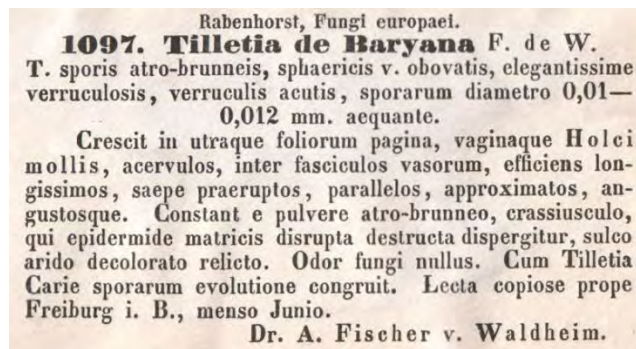 Rabenhorst, Fungi europaei.
1097. Tilletia de Baryana F. de W.
T. sporis atro-brunneis, sphaericis v. obovatis, elegantissime
verruculosis, verruculis acutis, sporarum diametro 0,01—
0,012 mm. aequante.
Crescit in utraque foliorum pagina, vaginaque Holci
mollis, acervulos, inter fasciculos vasorum, efficiens lon-
gissimos, saepe praeruptos, parallelos, approximatos, an-
gustosque. Constant e pulvere atro-brunneo, crassiusculo,
qui epidermide matricis disrupta destructa dispergitur, sulco
arido decolorato relicto. Odor fungi nullus. Cum Tilletia
Carie sporarum evolutione congruit. Lecta copiose prope
Freiburg i. B., menso Junio.
Dr. A. Fischer v. Waldheim.